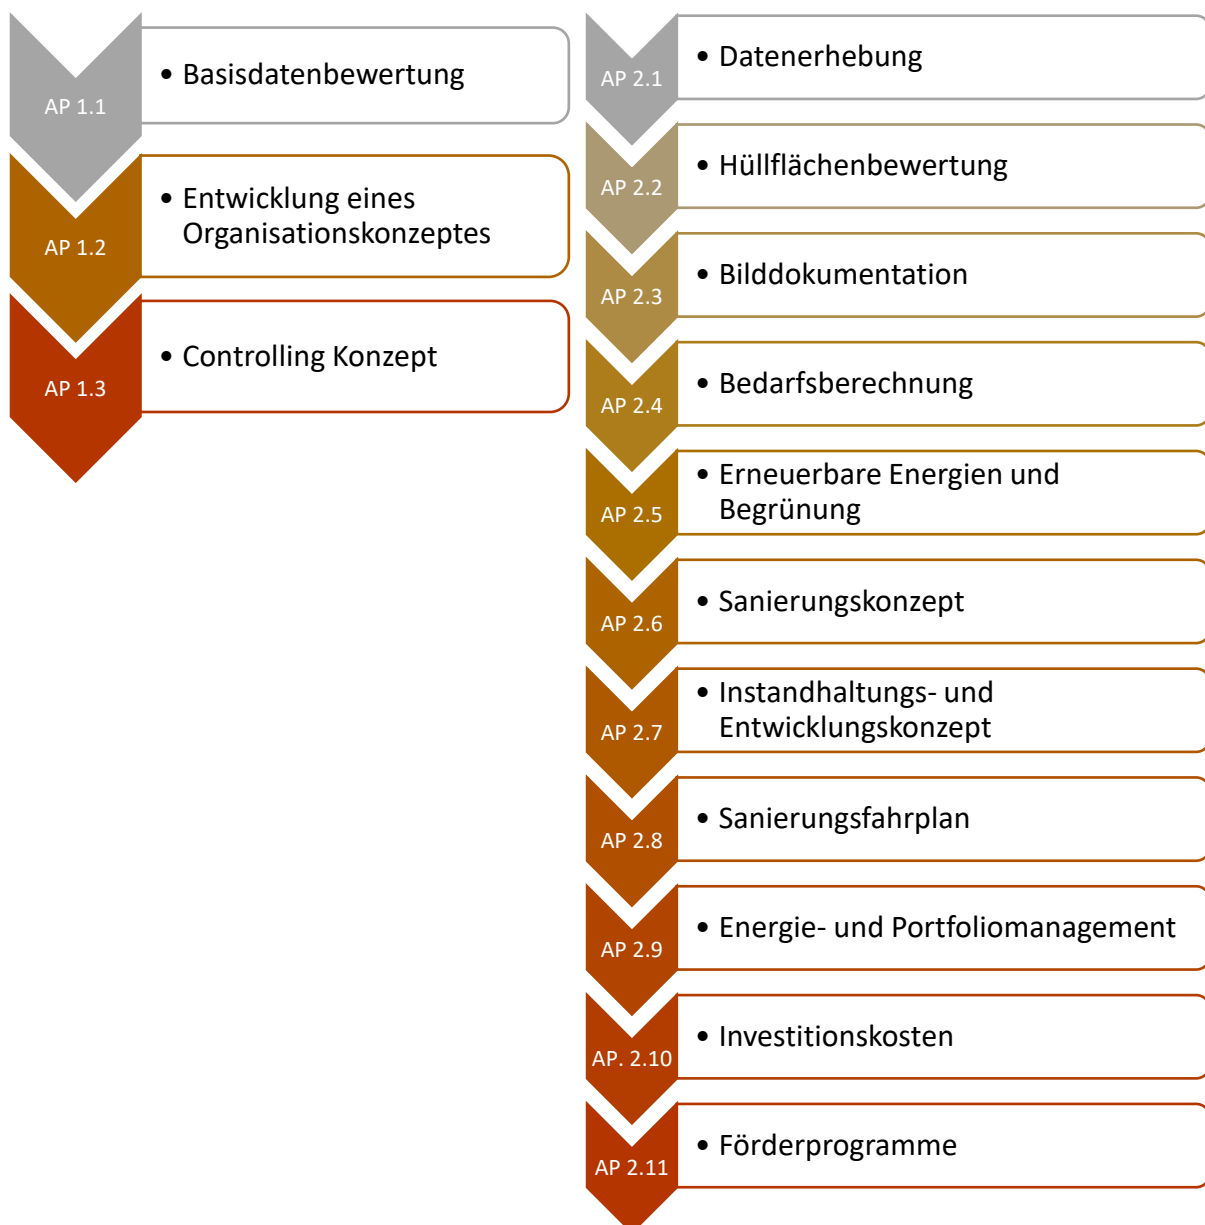 AP 1.1
• Basisdatenbewertung
AP 1.2
• Entwicklung eines
Organisationskonzeptes
AP 1.3
• Controlling Konzept
AP 2.1
• Datenerhebung
AP 2.2
• Hüllflächenbewertung
AP 2.3
• Bilddokumentation
AP 2.4
• Bedarfsberechnung
AP 2.5
• Erneuerbare Energien und
Begrünung
AP 2.6
• Sanierungskonzept
AP 2.7
• Instandhaltungs- und
Entwicklungskonzept
AP 2.8
• Sanierungsfahrplan
AP 2.9
• Energie- und Portfoliomanagement
AP. 2.10
• Investitionskosten
AP 2.11
• Förderprogramme